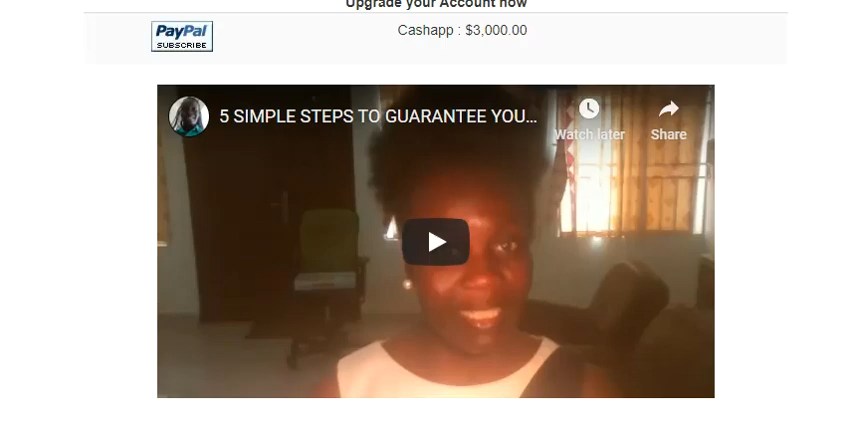 Upgrade your Account now
PayPal
SUBSCRIBE
Cashapp : $3,000.00
5 SIMPLE STEPS TO GUARANTEE YOU...
Watch later
Share